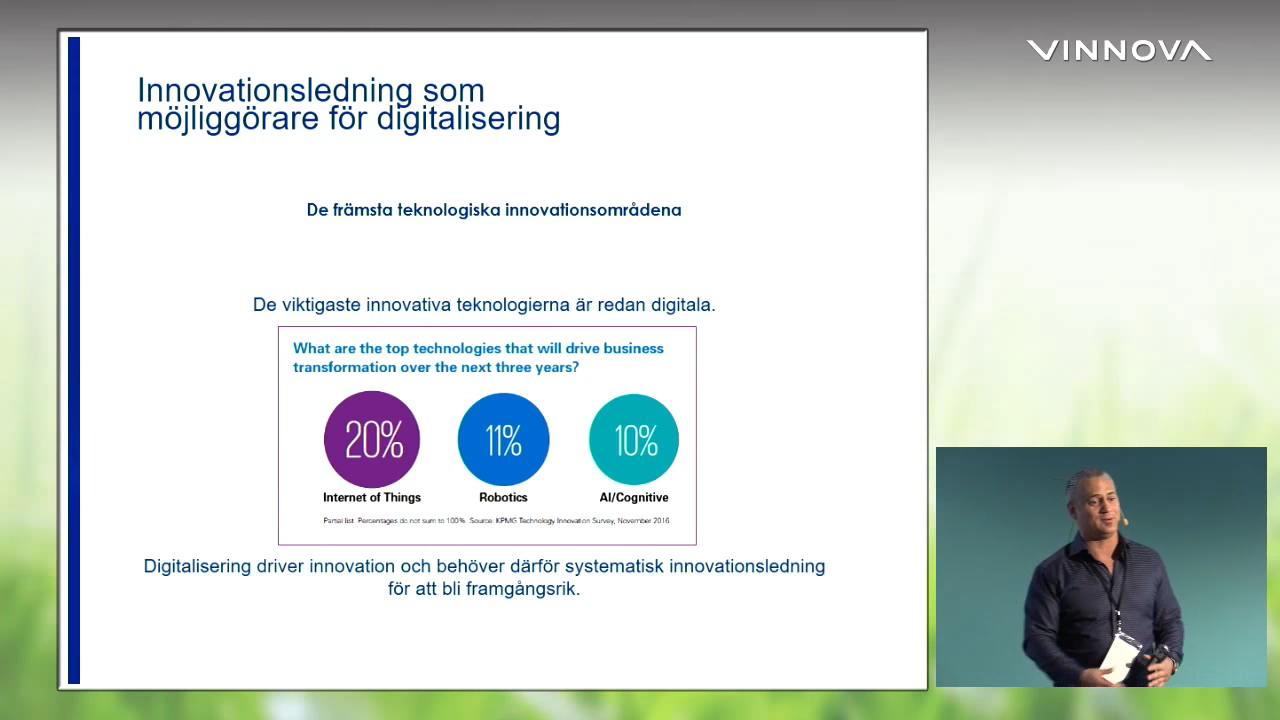 VINNOVA
Innovationsledning som
möjliggörare för digitalisering
De främsta teknologiska innovationsområdena
De viktigaste innovativa teknologierna är redan digitala.
What are the top technologies that will drive business
transformation over the next three years?
20%
11%
10%
Internet of Things
Robotics
AI/Cognitive
Partial list. Percentages do not sum to 100%. Source: KPMG Technology Innovation Survey, November 2016
Digitalisering driver innovation och behöver därför systematisk innovationsledning
för att bli framgångsrik.